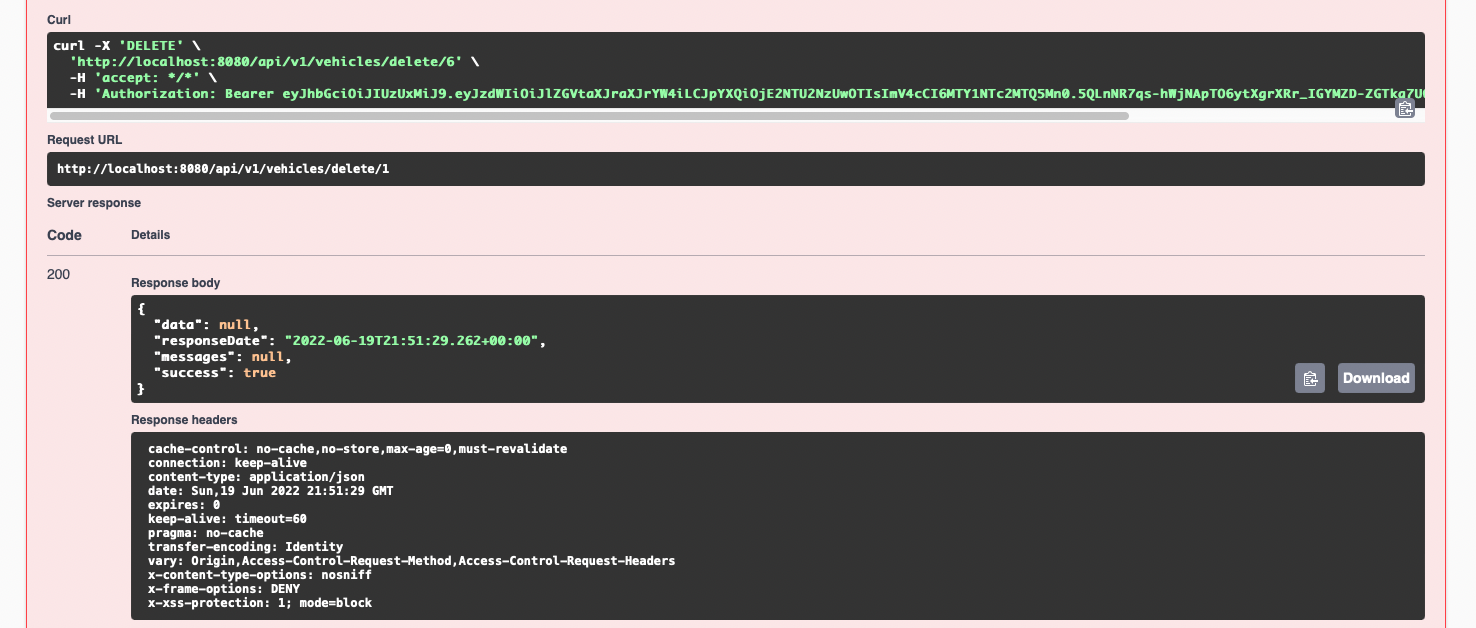 Curl
curl -X 'DELETE' \
'http://localhost:8080/api/v1/vehicles/delete/6' \
-H 'accept: */*' \
-H 'Authorization: Bearer eyJhbGciOiJIUzUxMiJ9.eyJzdWIiOiJlZGVtaXJraXJrYW4iLCJpYXQiOjE2NTU2NzUwOTIsImV4cCI6MTY1NTc2MTQ5Mn0.5QLnNR7qs-hWjNApTO6ytXgrXRr_IGYMZD-ZGTkg7U
Request URL
http://localhost:8080/api/v1/vehicles/delete/1
Server response
Code Details
200
Response body
{
"data": null,
"responseDate": "2022-06-19T21:51:29.262+00:00",
"messages": null,
"success": true
}
Download
Response headers
cache-control: no-cache,no-store,max-age=0,must-revalidate
connection: keep-alive
content-type: application/json
date: Sun,19 Jun 2022 21:51:29 GMT
expires: 0
keep-alive: timeout=60
pragma: no-cache
transfer-encoding: Identity
vary: Origin,Access-Control-Request-Method,Access-Control-Request-Headers
x-content-type-options: nosniff
x-frame-options: DENY
x-xss-protection: 1; mode=block